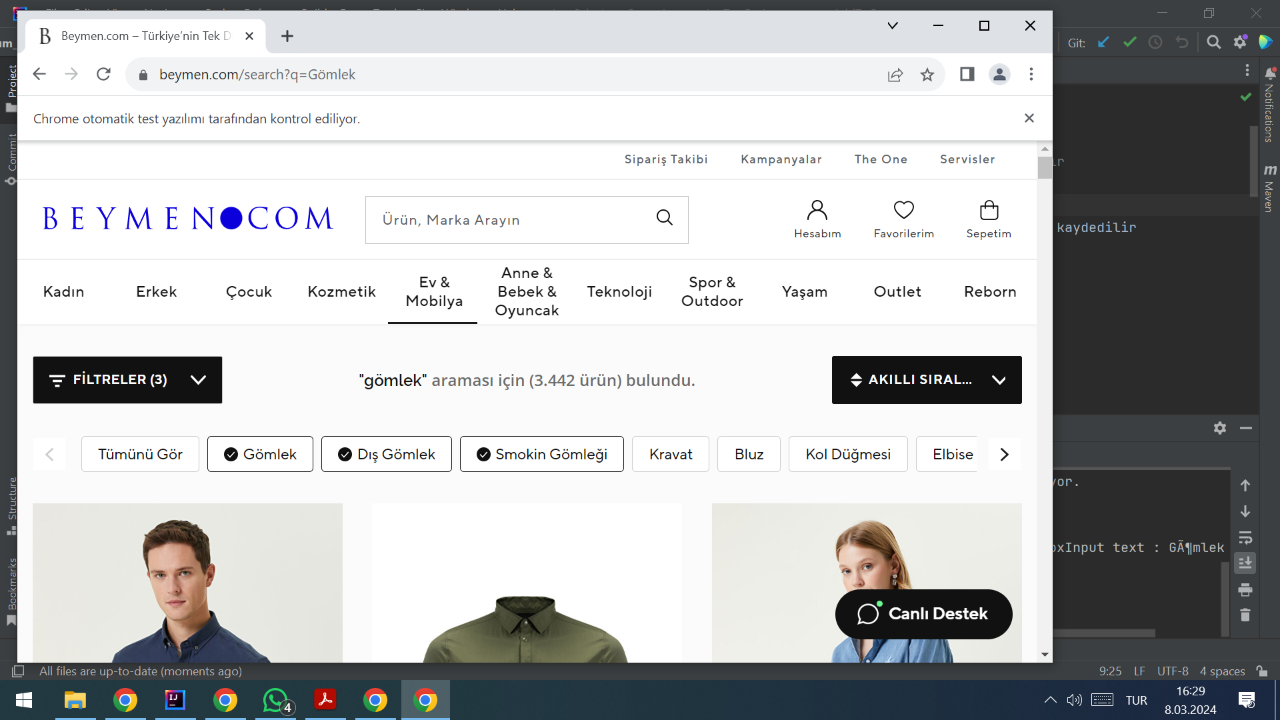 Beymen.com – Türkiye'nin Tek D
beymen.com/search?q=Gömlek
Git:
Chrome otomatik test yazılımı tarafından kontrol ediliyor.
Sipariş Takibi
Kampanyalar
The One
Servisler
BEYMEN COM
Ürün, Marka Arayın
Hesabım
Favorilerim
Sepetim
Kadın
Erkek
Çocuk
Kozmetik
Ev &
Mobilya
Anne &
Bebek &
Oyuncak
Teknoloji
Spor &
Outdoor
Yaşam
Outlet
Reborn
FİLTRELER (3)
"gömlek" araması için (3.442 ürün) bulundu.
AKILLI SIRAL...
Tümünü Gör
Gömlek
Dış Gömlek
Smokin Gömleği
Kravat
Bluz
Kol Düğmesi
Elbise
Canlı Destek
Project
Commit
Structure
Bookmarks
Notifications
Maven
ir
kaydedilir
yor.
oxInput text : GÃ¶mlek
All files are up-to-date (moments ago)
9:25
LF
UTF-8
4 spaces
4
TUR
16:29
8.03.2024